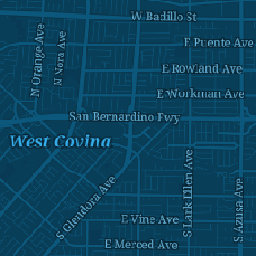 W Badillo St
E Puente Ave
N Orange Ave
N Nora Ave
E Rowland Ave
E Workman Ave
San Bernardino Fwy
West Covina
S Glendora Ave
S Lark Ellen Ave
S Azusa Ave
E Vine Ave
E Merced Ave